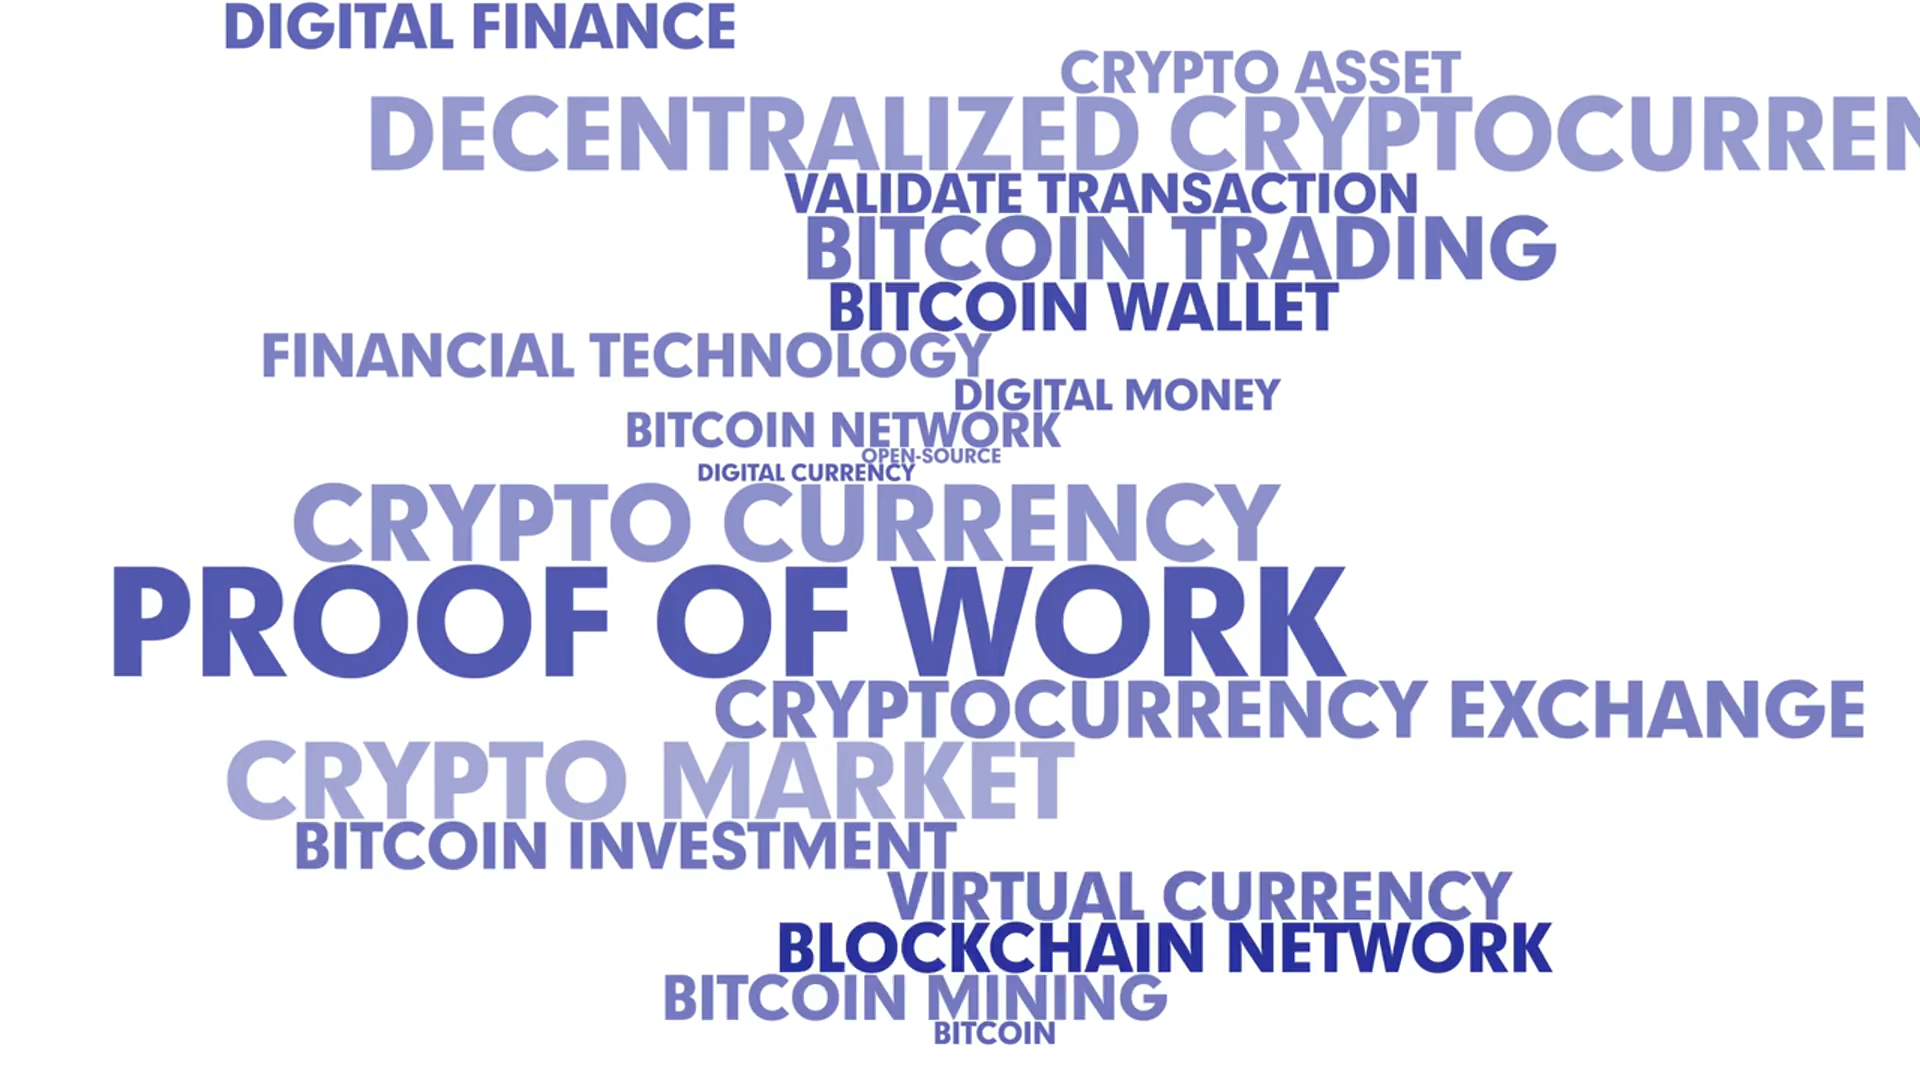 DIGITAL FINANCE
CRYPTO ASSET
DECENTRALIZED CRYPTOCURREN
VALIDATE TRANSACTION
BITCOIN TRADING
BITCOIN WALLET
FINANCIAL TECHNOLOGY
DIGITAL MONEY
BITCOIN NETWORK
OPEN-SOURCE
DIGITAL CURRENCY
CRYPTO CURRENCY
PROOF OF WORK
CRYPTOCURRENCY EXCHANGE
CRYPTO MARKET
BITCOIN INVESTMENT
VIRTUAL CURRENCY
BLOCKCHAIN NETWORK
BITCOIN MINING
BITCOIN